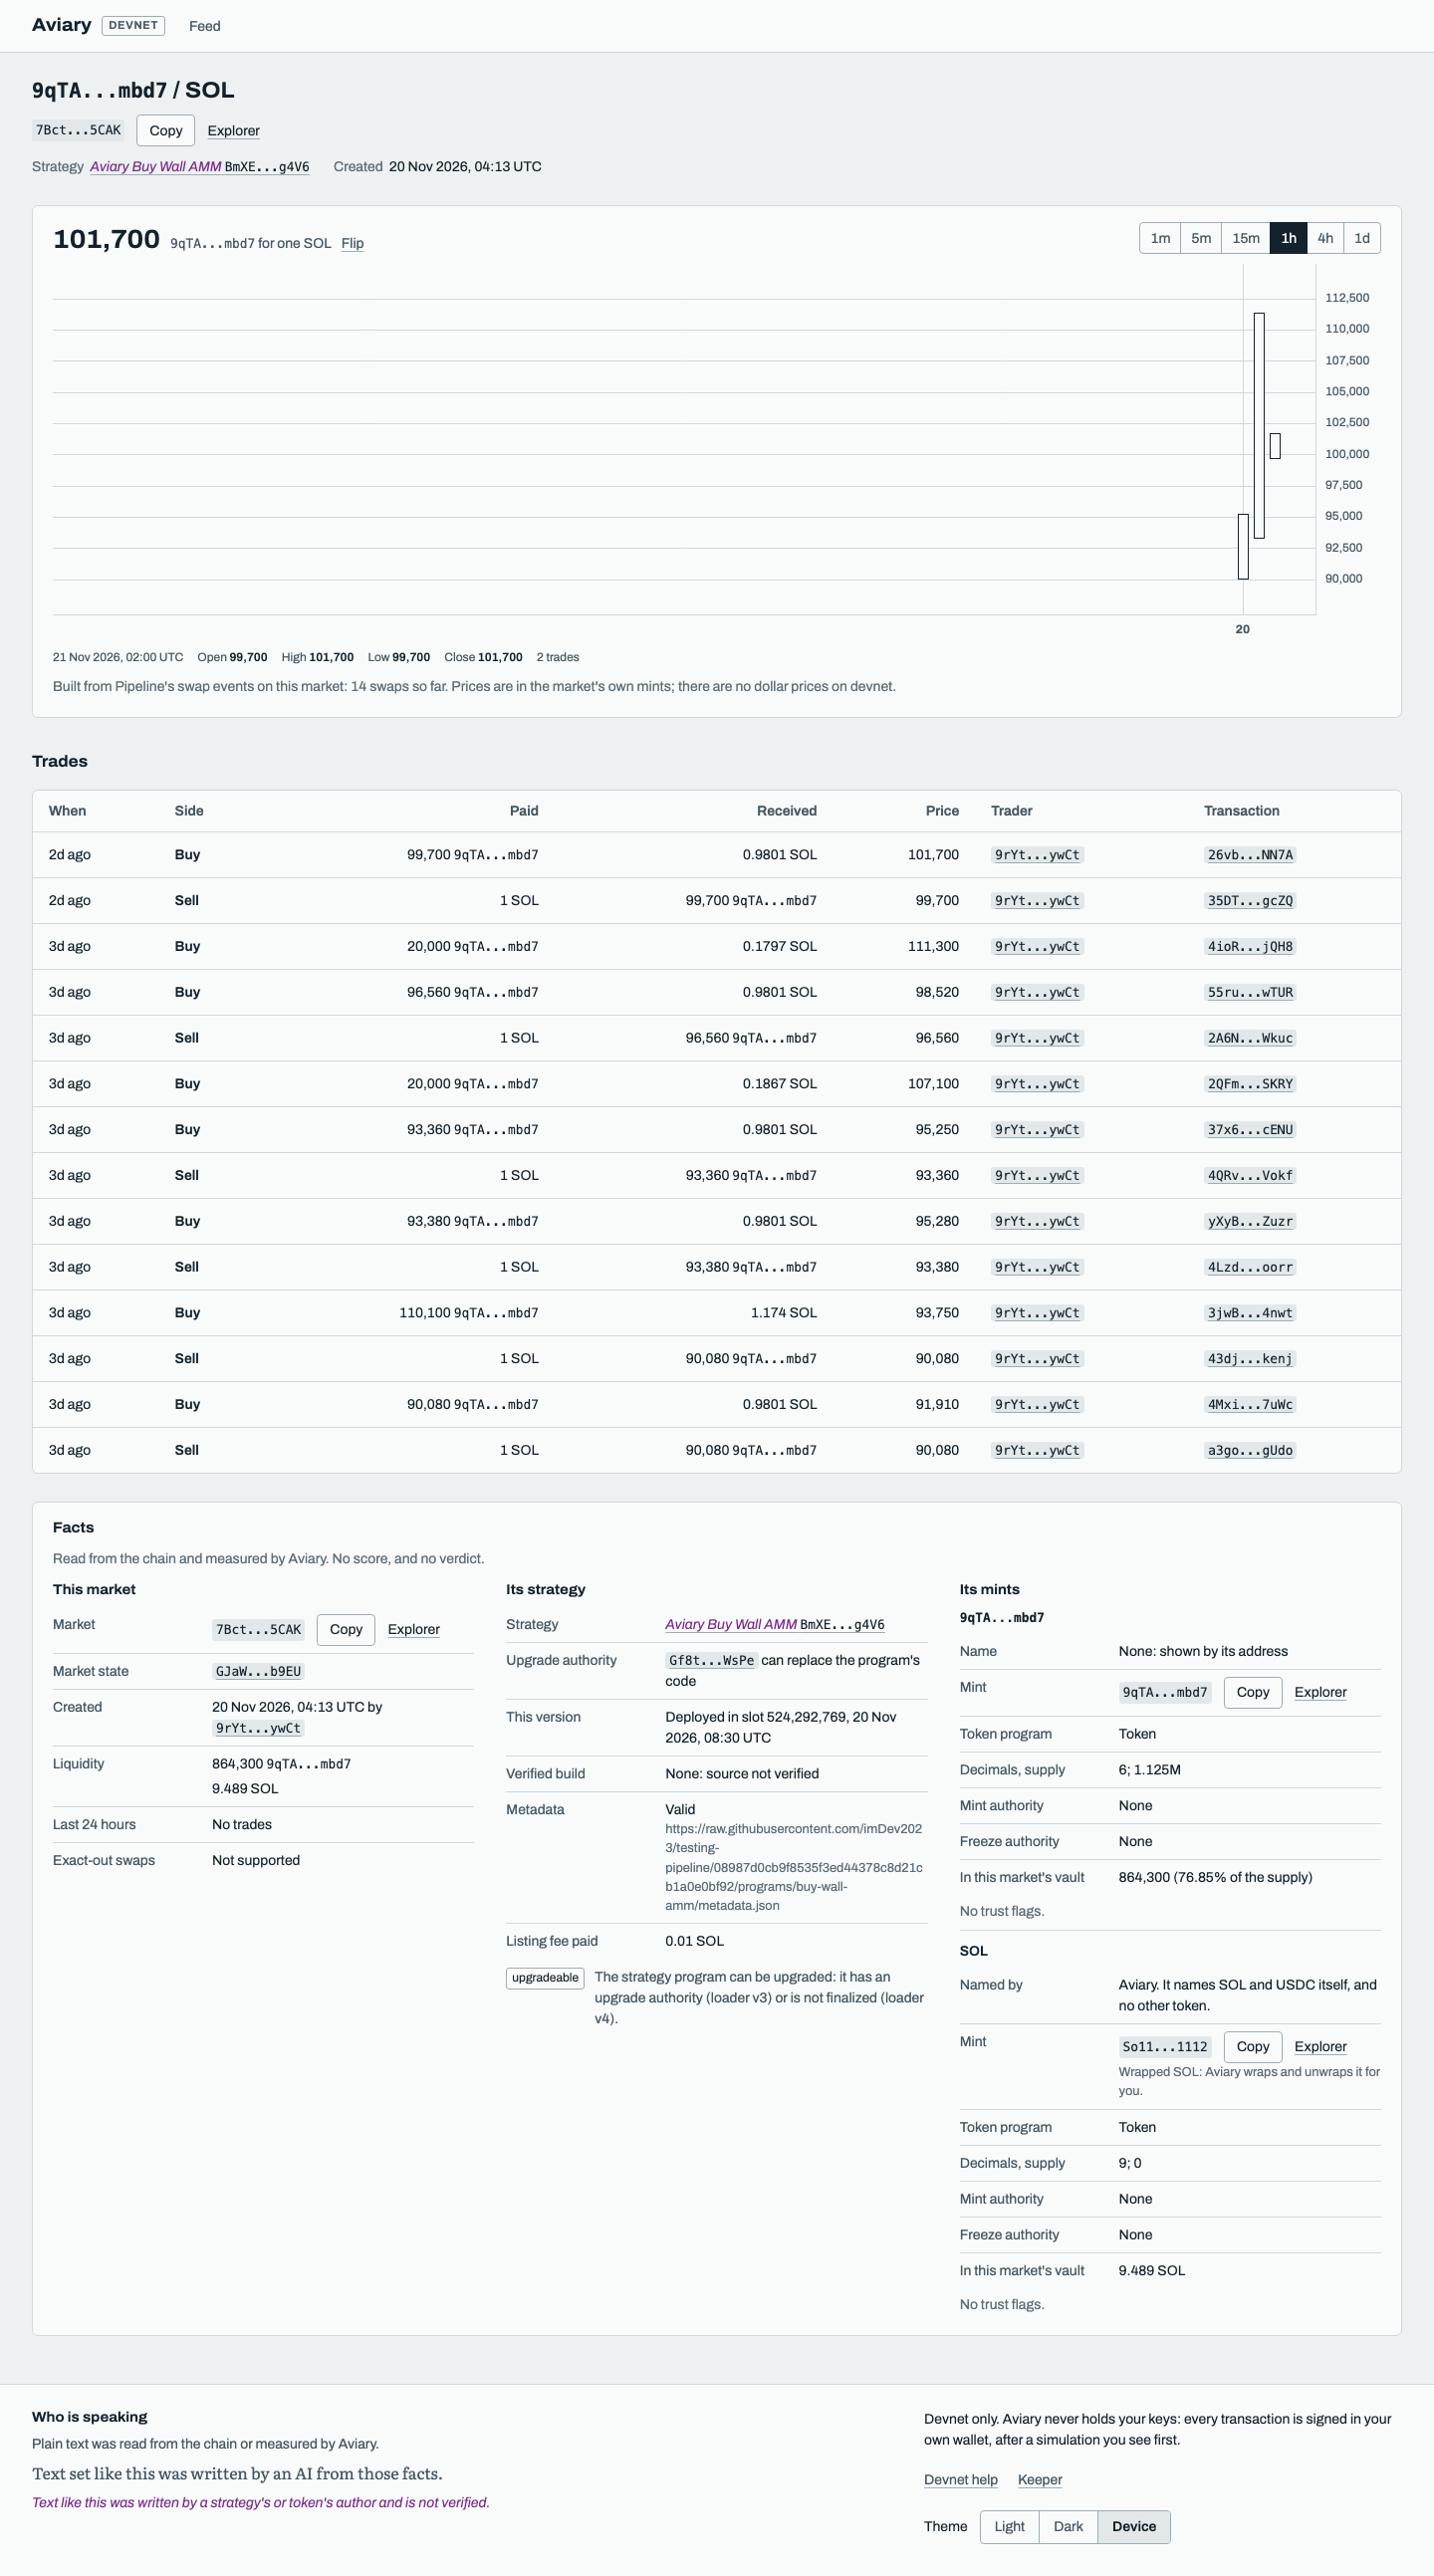 Aviary DEVNET Feed
9qTA...mbd7 / SOL
7Bct...5CAK Copy Explorer
Strategy Aviary Buy Wall AMM BmXE...g4V6 Created 20 Nov 2026, 04:13 UTC
101,700 9qTA...mbd7 for one SOL Flip 1m 5m 15m 1h 4h 1d
112,500
110,000
107,500
105,000
102,500
100,000
97,500
95,000
92,500
90,000
20
21 Nov 2026, 02:00 UTC Open 99,700 High 101,700 Low 99,700 Close 101,700 2 trades
Built from Pipeline's swap events on this market: 14 swaps so far. Prices are in the market's own mints; there are no dollar prices on devnet.
Trades
When Side Paid Received Price Trader Transaction
2d ago Buy 99,700 9qTA...mbd7 0.9801 SOL 101,700 9rYt...ywCt 26vb...NN7A
2d ago Sell 1 SOL 99,700 9qTA...mbd7 99,700 9rYt...ywCt 35DT...gcZQ
3d ago Buy 20,000 9qTA...mbd7 0.1797 SOL 111,300 9rYt...ywCt 4ioR...jQH8
3d ago Buy 96,560 9qTA...mbd7 0.9801 SOL 98,520 9rYt...ywCt 55ru...wTUR
3d ago Sell 1 SOL 96,560 9qTA...mbd7 96,560 9rYt...ywCt 2A6N...Wkuc
3d ago Buy 20,000 9qTA...mbd7 0.1867 SOL 107,100 9rYt...ywCt 2QFm...SKRY
3d ago Buy 93,360 9qTA...mbd7 0.9801 SOL 95,250 9rYt...ywCt 37x6...cENU
3d ago Sell 1 SOL 93,360 9qTA...mbd7 93,360 9rYt...ywCt 4QRv...Vokf
3d ago Buy 93,380 9qTA...mbd7 0.9801 SOL 95,280 9rYt...ywCt yXyB...Zuzr
3d ago Sell 1 SOL 93,380 9qTA...mbd7 93,380 9rYt...ywCt 4Lzd...oorr
3d ago Buy 110,100 9qTA...mbd7 1.174 SOL 93,750 9rYt...ywCt 3jwB...4nwt
3d ago Sell 1 SOL 90,080 9qTA...mbd7 90,080 9rYt...ywCt 43dj...kenj
3d ago Buy 90,080 9qTA...mbd7 0.9801 SOL 91,910 9rYt...ywCt 4Mxi...7uWc
3d ago Sell 1 SOL 90,080 9qTA...mbd7 90,080 9rYt...ywCt a3go...gUdo
Facts
Read from the chain and measured by Aviary. No score, and no verdict.
This market
Market 7Bct...5CAK Copy Explorer
Market state GJaW...b9EU
Created 20 Nov 2026, 04:13 UTC by
9rYt...ywCt
Liquidity 864,300 9qTA...mbd7
9.489 SOL
Last 24 hours No trades
Exact-out swaps Not supported
Its strategy
Strategy Aviary Buy Wall AMM BmXE...g4V6
Upgrade authority Gf8t...WsPe can replace the program's
code
This version Deployed in slot 524,292,769, 20 Nov
2026, 08:30 UTC
Verified build None: source not verified
Metadata Valid
https://raw.githubusercontent.com/imDev202
3/testing-
pipeline/08987d0cb9f8535f3ed44378c8d21c
b1a0e0bf92/programs/buy-wall-
amm/metadata.json
Listing fee paid 0.01 SOL
upgradeable The strategy program can be upgraded: it has an
upgrade authority (loader v3) or is not finalized (loader
v4).
Its mints
9qTA...mbd7
Name None: shown by its address
Mint 9qTA...mbd7 Copy Explorer
Token program Token
Decimals, supply 6; 1.125M
Mint authority None
Freeze authority None
In this market's vault 864,300 (76.85% of the supply)
No trust flags.
SOL
Named by Aviary. It names SOL and USDC itself, and
no other token.
Mint So11...1112 Copy Explorer
Wrapped SOL: Aviary wraps and unwraps it for
you.
Token program Token
Decimals, supply 9; 0
Mint authority None
Freeze authority None
In this market's vault 9.489 SOL
No trust flags.
Who is speaking
Plain text was read from the chain or measured by Aviary.
Text set like this was written by an AI from those facts.
Text like this was written by a strategy's or token's author and is not verified.
Devnet only. Aviary never holds your keys: every transaction is signed in your
own wallet, after a simulation you see first.
Devnet help Keeper
Theme Light Dark Device